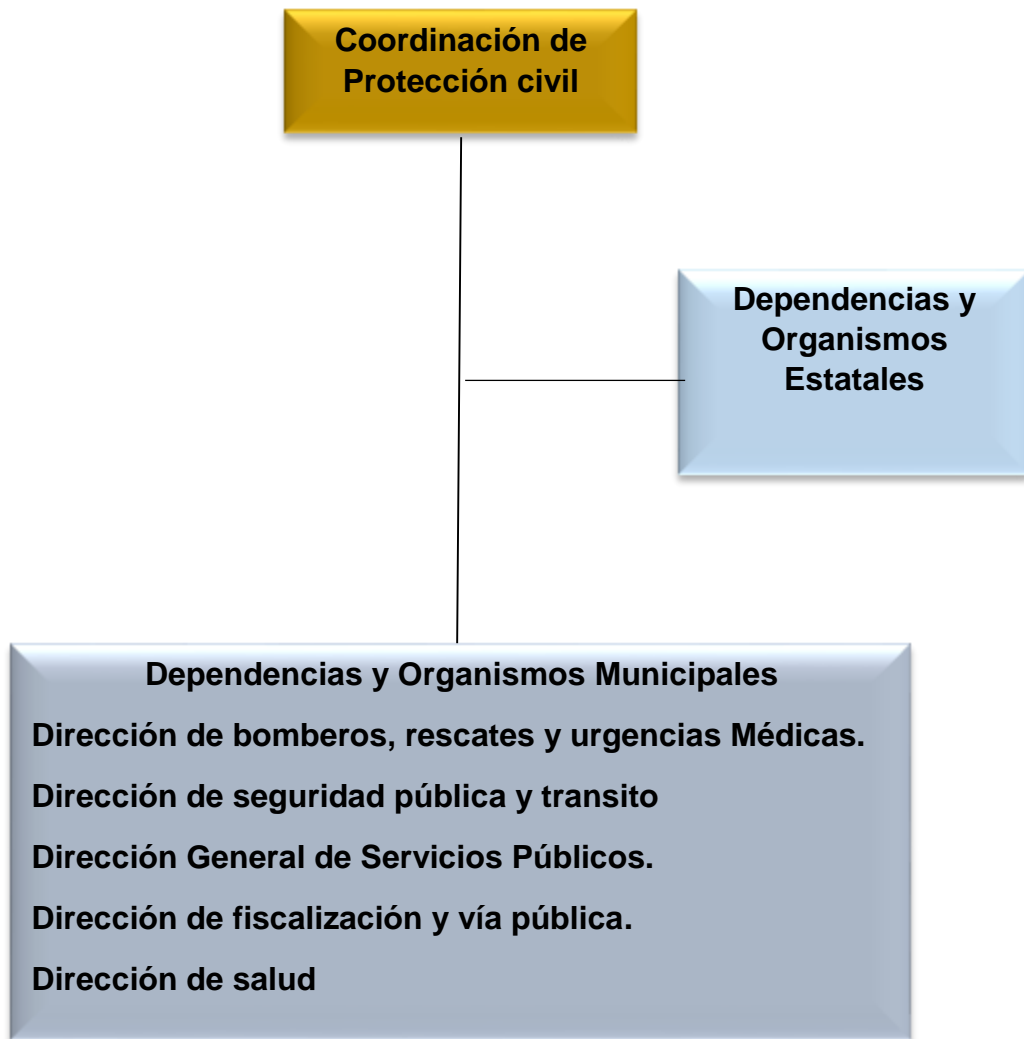 Coordinación de
Protección civil
Dependencias y
Organismos
Estatales
Dependencias y Organismos Municipales
Dirección de bomberos, rescates y urgencias Médicas.
Dirección de seguridad pública y transito
Dirección General de Servicios Públicos.
Dirección de fiscalización y vía pública.
Dirección de salud